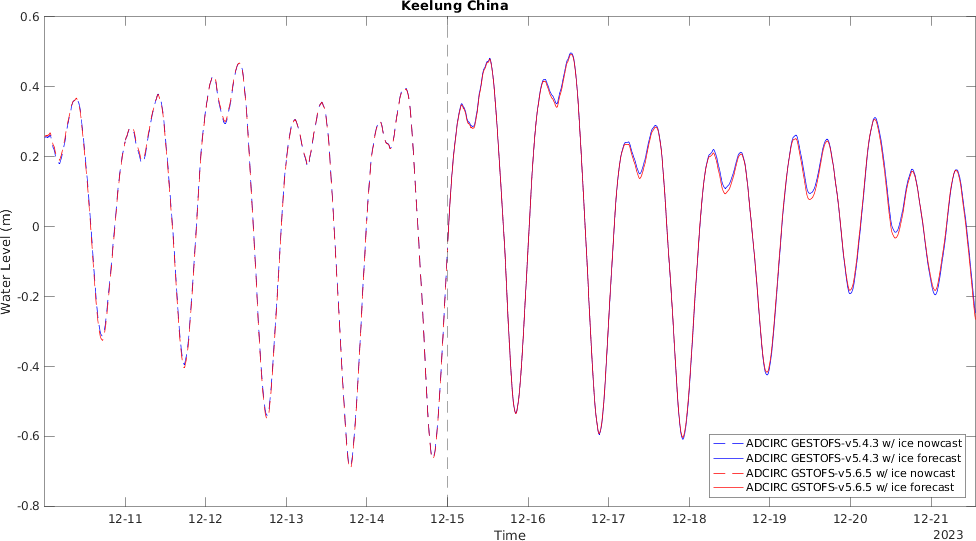 Keelung China
0.6
0.4
0.2
0
-0.2
-0.4
-0.6
-0.8
Water Level (m)
ADCIRC GESTOFS-v5.4.3 w/ ice nowcast
ADCIRC GESTOFS-v5.4.3 w/ ice forecast
ADCIRC GSTOFS-v5.6.5 w/ ice nowcast
ADCIRC GSTOFS-v5.6.5 w/ ice forecast
12-11 12-12 12-13 12-14 12-15 12-16 12-17 12-18 12-19 12-20 12-21
Time
2023